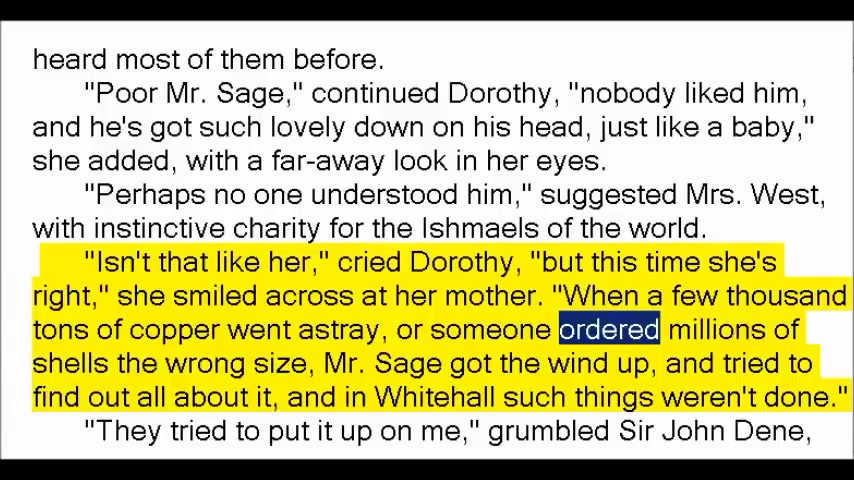 heard most of them before.
"Poor Mr. Sage," continued Dorothy, "nobody liked him,
and he's got such lovely down on his head, just like a baby,"
she added, with a far-away look in her eyes.
"Perhaps no one understood him," suggested Mrs. West,
with instinctive charity for the Ishmaels of the world.
"Isn't that like her," cried Dorothy, "but this time she's
right," she smiled across at her mother. "When a few thousand
tons of copper went astray, or someone ordered millions of
shells the wrong size, Mr. Sage got the wind up, and tried to
find out all about it, and in Whitehall such things weren't done."
"They tried to put it up on me," grumbled Sir John Dene,